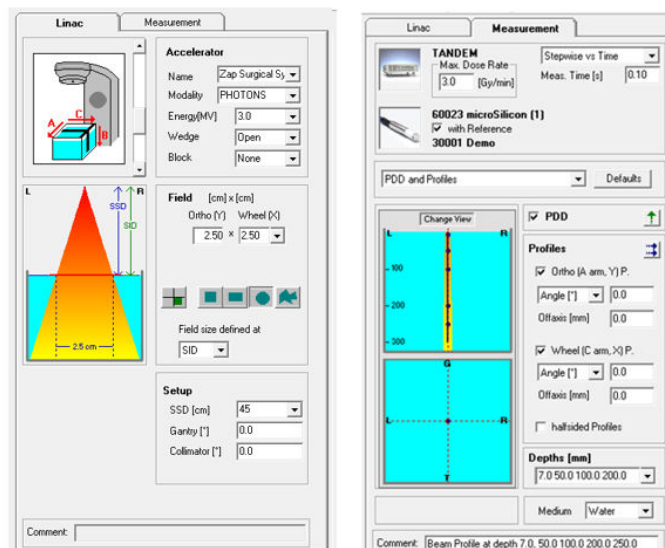 Linac
Measurement
A
C
B
Accelerator
Name Zap Surgical Sy
Modality PHOTONS
Energy[MV] 3.0
Wedge Open
Block None
L
R
SSD
SID
2.5 cm
Field [cm] x [cm]
Ortho (Y) Wheel (X)
2.50 x 2.50
Field size defined at
SID
Setup
SSD [cm] 45
Gantry [°] 0.0
Collimator [°] 0.0
Comment:
Linac
Measurement
TANDEM
Max. Dose Rate
3.0 [Gy/min]
Stepwise vs Time
Meas. Time [s] 0.10
60023 microSilicon (1)
with Reference
30001 Demo
PDD and Profiles
Defaults
Change View
L
R
- 100
- 200
- 300
G
L
R
T
PDD
Profiles
Ortho (A arm, Y) P.
Angle [°] 0.0
Offaxis [mm] 0.0
Wheel (C arm, X) P.
Angle [°] 0.0
Offaxis [mm] 0.0
halfsided Profiles
Depths [mm]
7.0 50.0 100.0 200.0
Medium Water
Comment: Beam Profile at depth 7.0, 50.0 100.0 200.0 250.0